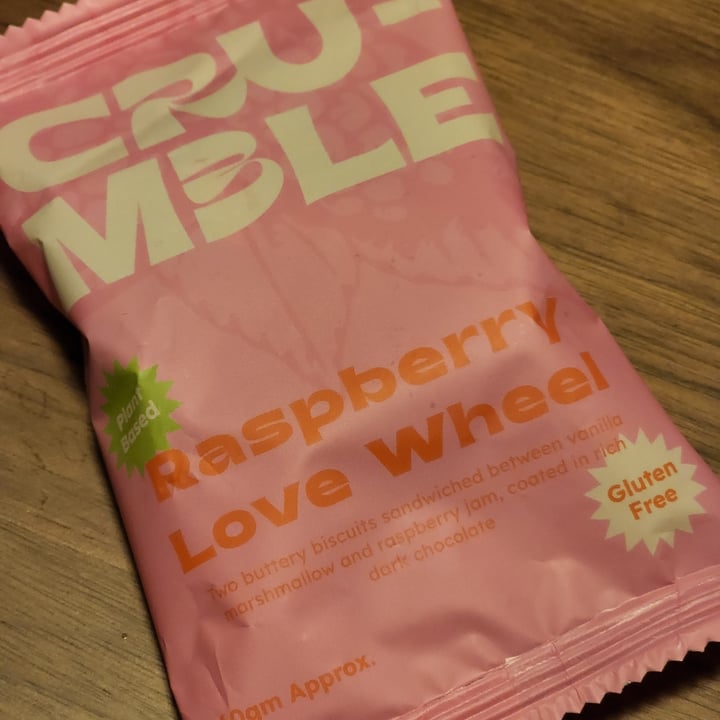 CRU-
MBLE
Plant
Based
Raspberry
Love Wheel
Two buttery biscuits sandwiched between vanilla
marshmallow and raspberry jam, coated in rich
dark chocolate
Gluten
Free
Approx.